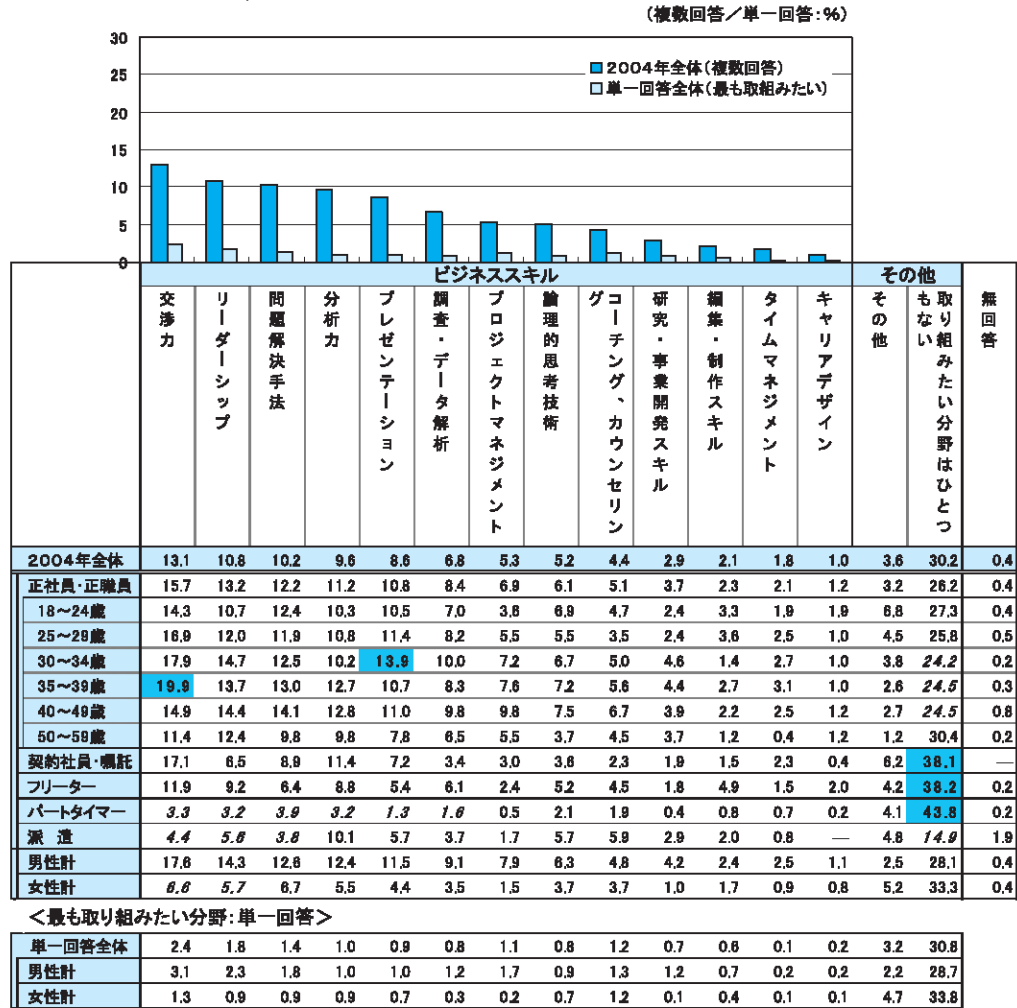 (複数回答/単一回答:%)
30
25
20
15
10
5
0
2004年全体(複数回答)
単一回答全体(最も取組みたい)
ビジネススキル その他
交渉力
リーダーシップ
問題解決手法
分析力
プレゼンテーション
調査・データ解析
プロジェクトマネジメント
論理的思考技術
コーチング、カウンセリング
研究・事業開発スキル
編集・制作スキル
タイムマネジメント
キャリアデザイン
その他
取り組みたい分野はひとつもない
無回答
2004年全体 13.1 10.8 10.2 9.6 8.6 6.8 5.3 5.2 4.4 2.9 2.1 1.8 1.0 3.6 30.2 0.4
正社員・正職員 15.7 13.2 12.2 11.2 10.8 8.4 6.9 6.1 5.1 3.7 2.3 2.1 1.2 3.2 26.2 0.4
18~24歳 14.3 10.7 12.4 10.3 10.5 7.0 3.6 6.9 4.7 2.4 3.3 1.9 1.9 6.8 27.3 0.4
25~29歳 16.9 12.0 11.9 10.8 11.4 8.2 5.5 5.5 3.5 2.4 3.6 2.5 1.0 4.5 25.8 0.5
30~34歳 17.9 14.7 12.5 10.2 13.9 10.0 7.2 6.7 5.0 4.6 1.4 2.7 1.0 3.8 24.2 0.2
35~39歳 19.9 13.7 13.0 12.7 10.7 8.3 7.6 7.2 5.6 4.4 2.7 3.1 1.0 2.6 24.5 0.3
40~49歳 14.9 14.4 14.1 12.8 11.0 9.8 9.8 7.5 6.7 3.9 2.2 2.5 1.2 2.7 24.5 0.8
50~59歳 11.4 12.4 9.8 9.8 7.8 6.5 5.5 3.7 4.5 3.7 1.2 0.4 1.2 1.2 30.4 0.2
契約社員・嘱託 17.1 6.5 8.9 11.4 7.2 3.4 3.0 3.6 2.3 1.9 1.5 2.3 0.4 6.2 38.1 —
フリーター 11.9 9.2 6.4 8.8 5.4 6.1 2.4 5.2 4.5 1.8 4.9 1.5 2.0 4.2 38.2 0.2
パートタイマー 3.3 3.2 3.9 3.2 1.3 1.6 0.5 2.1 1.9 0.4 0.8 0.7 0.2 4.1 43.8 0.2
派 遣 4.4 5.6 3.8 10.1 5.7 3.7 1.7 5.7 5.9 2.9 2.0 0.8 — 4.8 14.9 1.9
男性計 17.6 14.3 12.6 12.4 11.5 9.1 7.9 6.3 4.8 4.2 2.4 2.5 1.1 2.5 28.1 0.4
女性計 6.6 5.7 6.7 5.5 4.4 3.5 1.5 3.7 3.7 1.0 1.7 0.9 0.8 5.2 33.3 0.4
<最も取り組みたい分野:単一回答>
単一回答全体 2.4 1.8 1.4 1.0 0.9 0.8 1.1 0.8 1.2 0.7 0.6 0.1 0.2 3.2 30.8
男性計 3.1 2.3 1.8 1.0 1.0 1.2 1.7 0.9 1.3 1.2 0.7 0.2 0.2 2.2 28.7
女性計 1.3 0.9 0.9 0.9 0.7 0.3 0.2 0.7 1.2 0.1 0.4 0.1 0.1 4.7 33.8